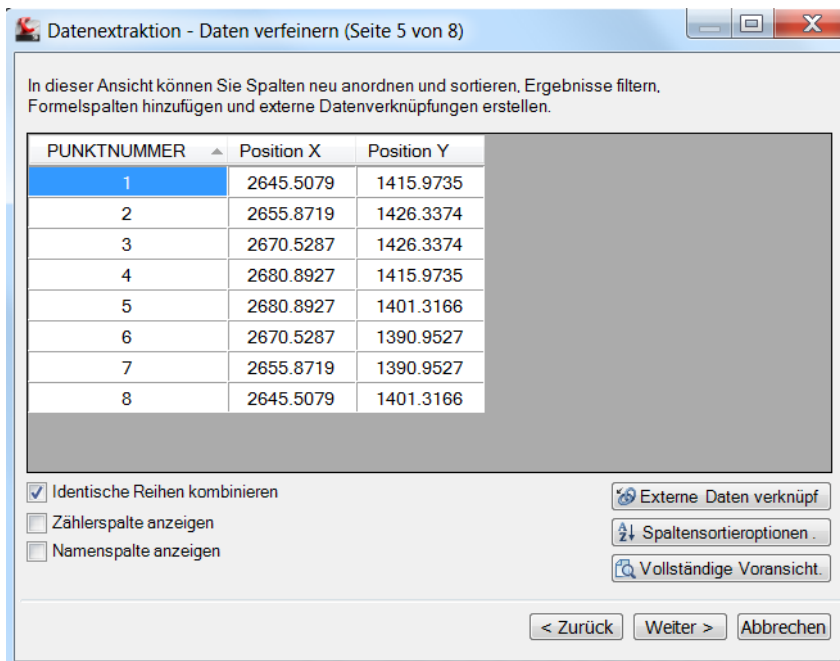 Datenextraktion - Daten verfeinern (Seite 5 von 8)
In dieser Ansicht können Sie Spalten neu anordnen und sortieren, Ergebnisse filtern,
Formelspalten hinzufügen und externe Datenverknüpfungen erstellen.
PUNKTNUMMER Position X Position Y
1 2645.5079 1415.9735
2 2655.8719 1426.3374
3 2670.5287 1426.3374
4 2680.8927 1415.9735
5 2680.8927 1401.3166
6 2670.5287 1390.9527
7 2655.8719 1390.9527
8 2645.5079 1401.3166
Identische Reihen kombinieren
Zählerspalte anzeigen
Namenspalte anzeigen
Externe Daten verknüpf
Spaltensortieroptionen .
Vollständige Voransicht.
< Zurück Weiter > Abbrechen